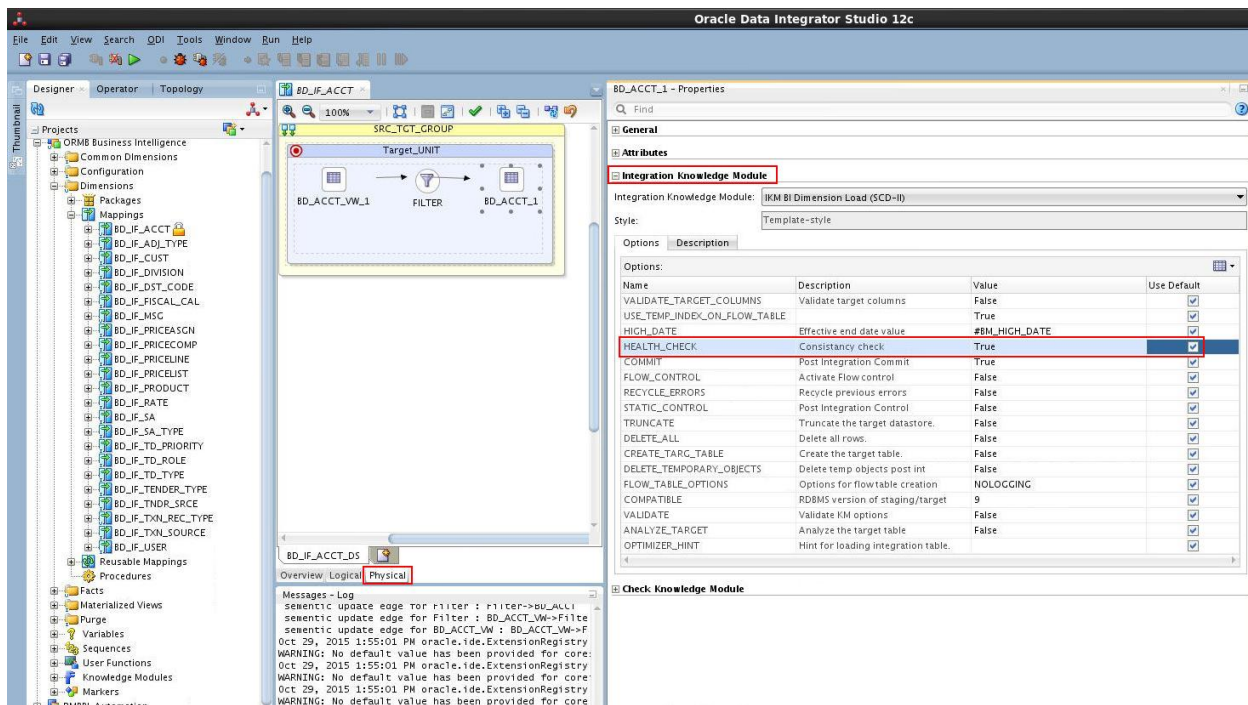 Oracle Data Integrator Studio 12c
File Edit View Search ODI Tools Window Run Help
Thumbnail
Designer Operator Topology
Projects
ORMB Business Intelligence
Common DImensions
Configuration
Dimensions
Packages
Mappings
BD_IF_ACCT
BD_IF_ADJ_TYPE
BD_IF_CUST
BD_IF_DIVISION
BD_IF_DST_CODE
BD_IF_FISCAL_CAL
BD_IF_MSG
BD_IF_PRICEASGN
BD_IF_PRICECOMP
BD_IF_PRICELINE
BD_IF_PRICELIST
BD_IF_PRODUCT
BD_IF_RATE
BD_IF_SA
BD_IF_SA_TYPE
BD_IF_TD_PRIORITY
BD_IF_TD_ROLE
BD_IF_TD_TYPE
BD_IF_TENDER_TYPE
BD_IF_TNDR_SRCE
BD_IF_TXN_REC_TYPE
BD_IF_TXN_SOURCE
BD_IF_USER
Reusable Mappings
Procedures
Facts
Materialized Views
Purge
Variables
Sequences
User Functions
Knowledge Modules
Markers
BD_IF_ACCT
100%
SRC_TGT_GROUP
Target_UNIT
BD_ACCT_VW_1 FILTER BD_ACCT_1
BD_IF_ACCT_DS
Overview Logical Physical
Messages - Log
sementic update edge for Filter : Filter->BD_ACCT
sementic update edge for Filter : BD_ACCT_VW->Filte
sementic update edge for BD_ACCT_VW : BD_ACCT_VW->F
Oct 29, 2015 1:55:01 PM oracle.ide.ExtensionRegistry
WARNING: No default value has been provided for core:
Oct 29, 2015 1:55:01 PM oracle.ide.ExtensionRegistry
WARNING: No default value has been provided for core
Oct 29, 2015 1:55:01 PM oracle.ide.ExtensionRegistry
WARNING: No default value has been provided for core
BD_ACCT_1 - Properties
Find
General
Attributes
Integration Knowledge Module
Integration Knowledge Module: IKM BI Dimension Load (SCD-II)
Style: Template-style
Options Description
Options:
Name Description Value Use Default
VALIDATE_TARGET_COLUMNS Validate target columns False
USE_TEMP_INDEX_ON_FLOW_TABLE True
HIGH_DATE Effective end date value #BM_HIGH_DATE
HEALTH_CHECK Consistancy check True
COMMIT Post Integration Commit True
FLOW_CONTROL Activate Flow control False
RECYCLE_ERRORS Recycle previous errors False
STATIC_CONTROL Post Integration Control False
TRUNCATE Truncate the target datastore. False
DELETE_ALL Delete all rows. False
CREATE_TARG_TABLE Create the target table. False
DELETE_TEMPORARY_OBJECTS Delete temp objects post int False
FLOW_TABLE_OPTIONS Options for flowtable creation NOLOGGING
COMPATIBLE RDBMS version of staging/target 9
VALIDATE Validate KM options False
ANALYZE_TARGET Analyze the target table False
OPTIMIZER_HINT Hint for loading integration table.
Check Knowledge Module